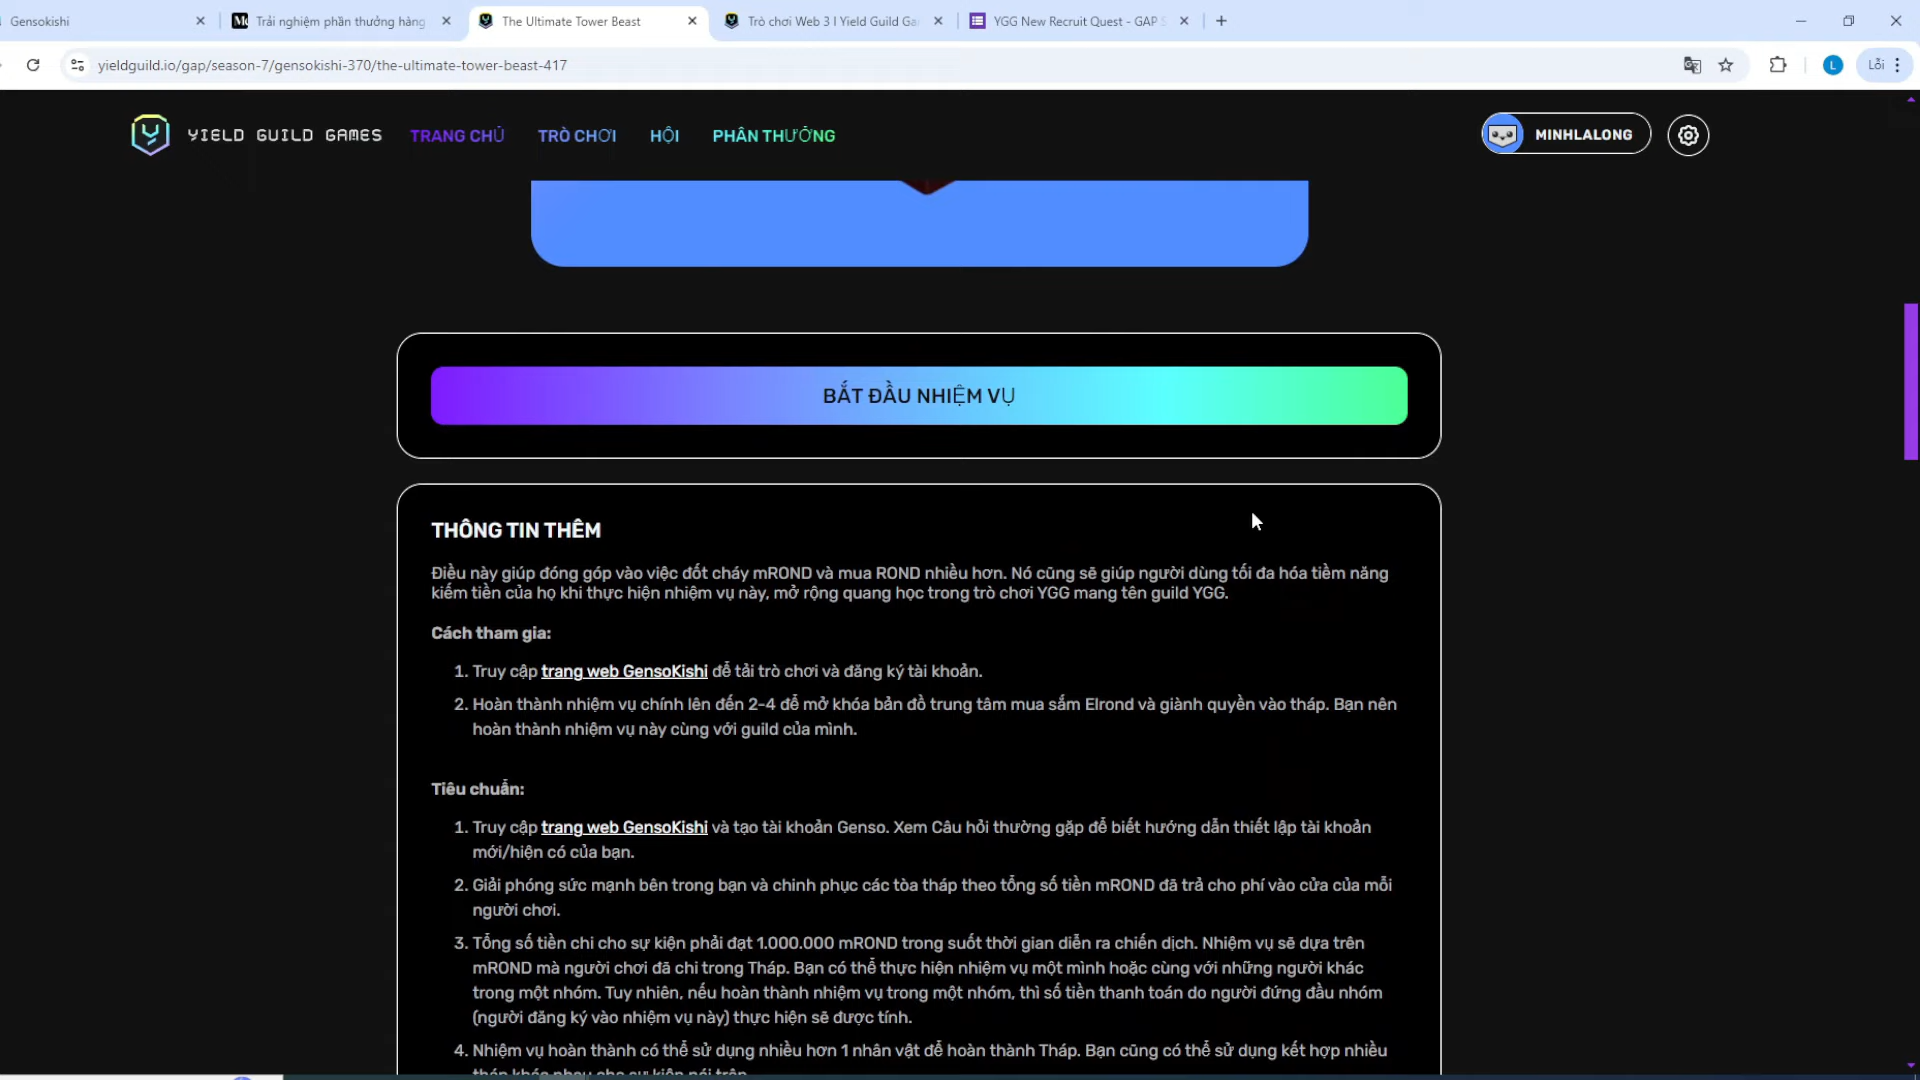 Gensokishi
Trải nghiệm phần thưởng hàng
The Ultimate Tower Beast
Trò chơi Web 3 | Yield Guild Ga
YGG New Recruit Quest - GAP S
yieldguild.io/gap/season-7/gensokishi-370/the-ultimate-tower-beast-417
L
Lỗi
YIELD GUILD GAMES
TRANG CHỦ
TRÒ CHƠI
HỘI
PHẦN THƯỞNG
MINHLALONG
BẮT ĐẦU NHIỆM VỤ
THÔNG TIN THÊM
Điều này giúp đóng góp vào việc đốt cháy mROND và mua ROND nhiều hơn. Nó cũng sẽ giúp người dùng tối đa hóa tiềm năng
kiếm tiền của họ khi thực hiện nhiệm vụ này, mở rộng quang học trong trò chơi YGG mang tên guild YGG.
Cách tham gia:
1. Truy cập trang web GensoKishi để tải trò chơi và đăng ký tài khoản.
2. Hoàn thành nhiệm vụ chính lên đến 2-4 để mở khóa bản đồ trung tâm mua sắm Elrond và giành quyền vào tháp. Bạn nên
hoàn thành nhiệm vụ này cùng với guild của mình.
Tiêu chuẩn:
1. Truy cập trang web GensoKishi và tạo tài khoản Genso. Xem Câu hỏi thường gặp để biết hướng dẫn thiết lập tài khoản
mới/hiện có của bạn.
2. Giải phóng sức mạnh bên trong bạn và chinh phục các tòa tháp theo tổng số tiền mROND đã trả cho phí vào cửa của mỗi
người chơi.
3. Tổng số tiền chi cho sự kiện phải đạt 1.000.000 mROND trong suốt thời gian diễn ra chiến dịch. Nhiệm vụ sẽ dựa trên
mROND mà người chơi đã chi trong Tháp. Bạn có thể thực hiện nhiệm vụ một mình hoặc cùng với những người khác
trong một nhóm. Tuy nhiên, nếu hoàn thành nhiệm vụ trong một nhóm, thì số tiền thanh toán do người đứng đầu nhóm
(người đăng ký vào nhiệm vụ này) thực hiện sẽ được tính.
4. Nhiệm vụ hoàn thành có thể sử dụng nhiều hơn 1 nhân vật để hoàn thành Tháp. Bạn cũng có thể sử dụng kết hợp nhiều
tháp khác nhau cho sự kiện nói trên.